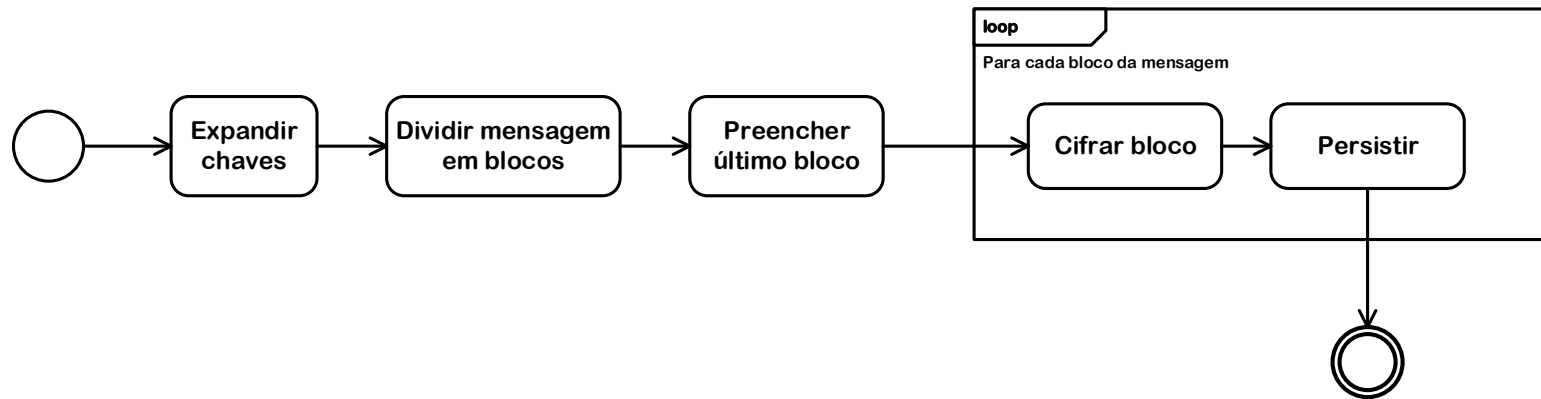 loop
Para cada bloco da mensagem
Expandir
chaves
Dividir mensagem
em blocos
Preencher
último bloco
Cifrar bloco
Persistir